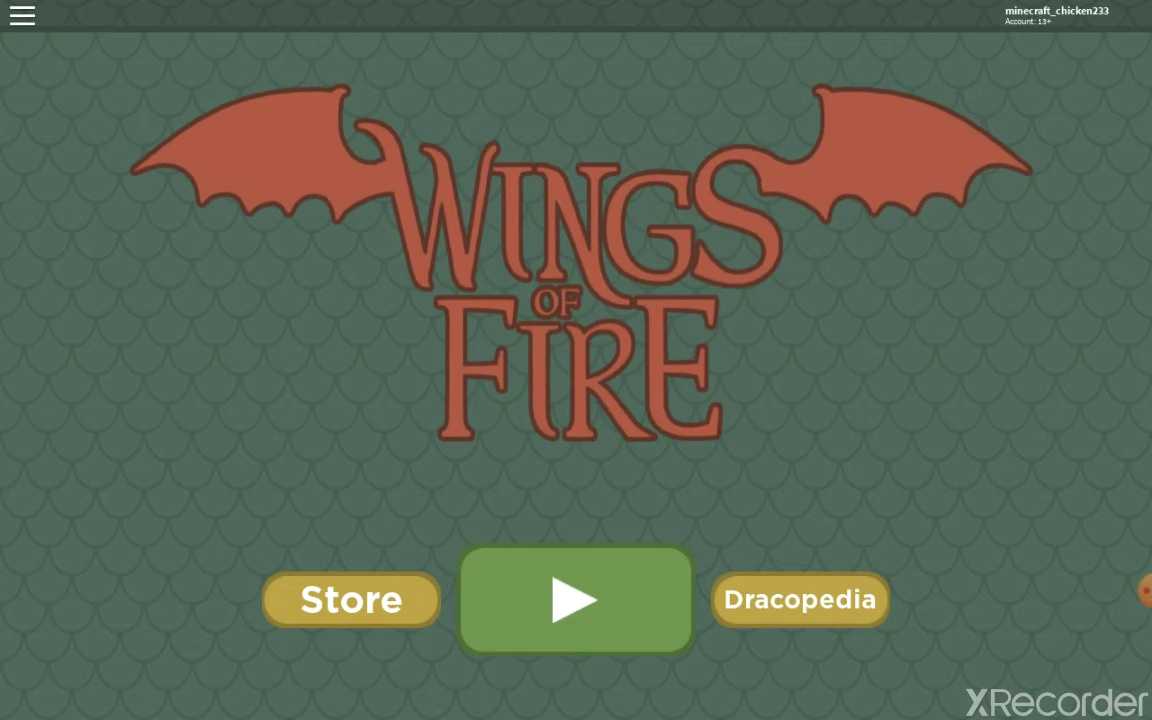 minecraft_chicken233
Account: 13+
WINGS
OF
FIRE
Store
Dracopedia
XRecorder